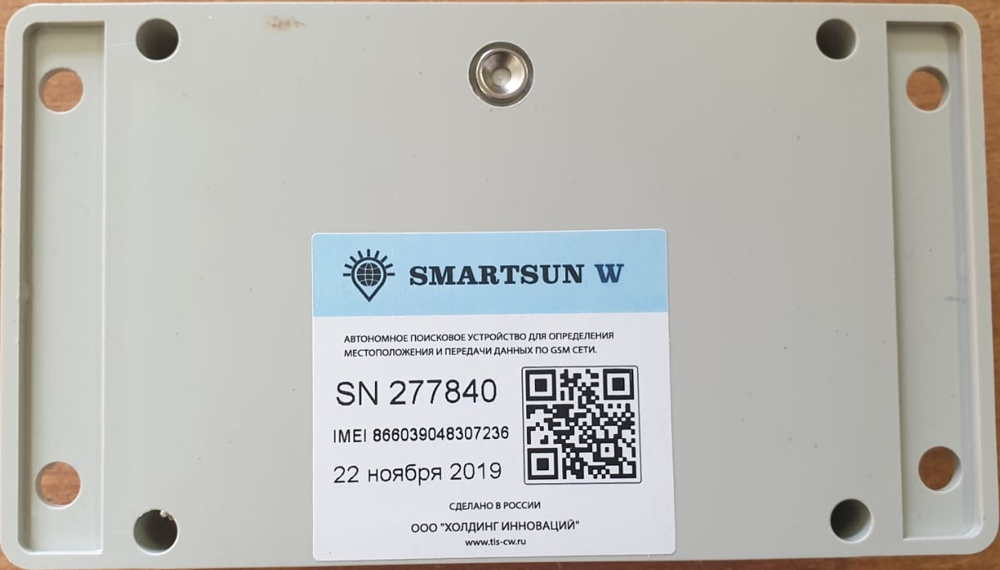 SMARTSUN W
АВТОНОМНОЕ ПОИСКОВОЕ УСТРОЙСТВО ДЛЯ ОПРЕДЕЛЕНИЯ
МЕСТОПОЛОЖЕНИЯ И ПЕРЕДАЧИ ДАННЫХ ПО GSM СЕТИ.
SN 277840
IMEI 866039048307236
22 ноября 2019
СДЕЛАНО В РОССИИ
ООО "ХОЛДИНГ ИННОВАЦИЙ"
www.tis-cw.ru